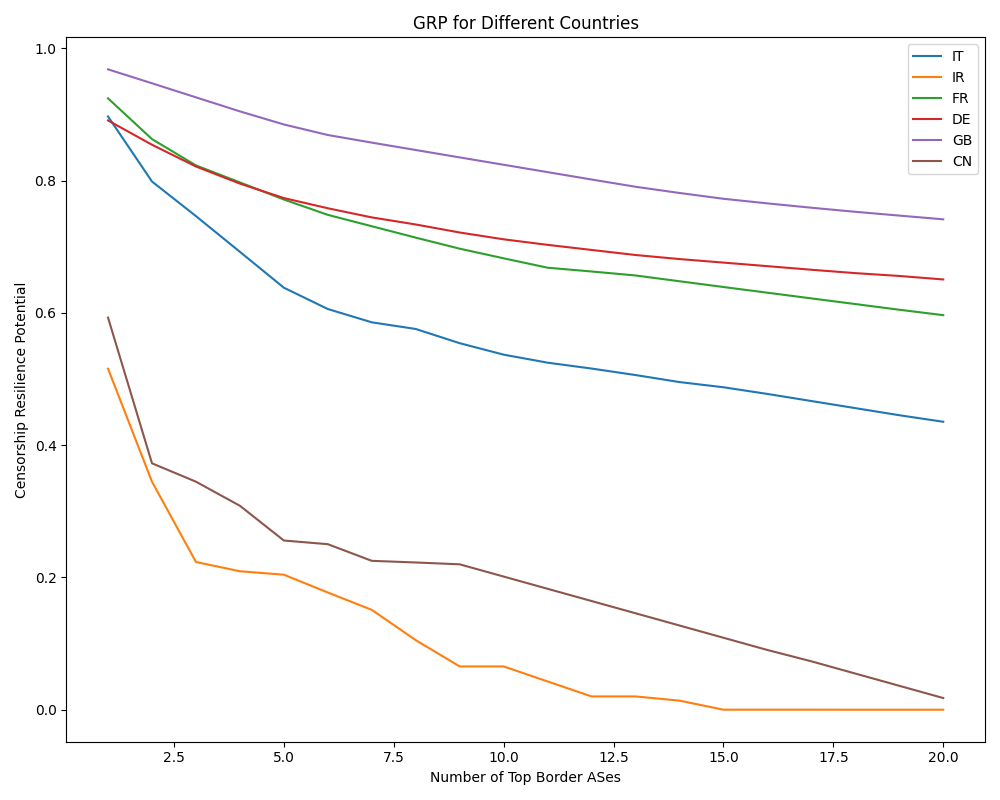 GRP for Different Countries
Censorship Resilience Potential
1.0
0.8
0.6
0.4
0.2
0.0
IT
IR
FR
DE
GB
CN
2.5 5.0 7.5 10.0 12.5 15.0 17.5 20.0
Number of Top Border ASes